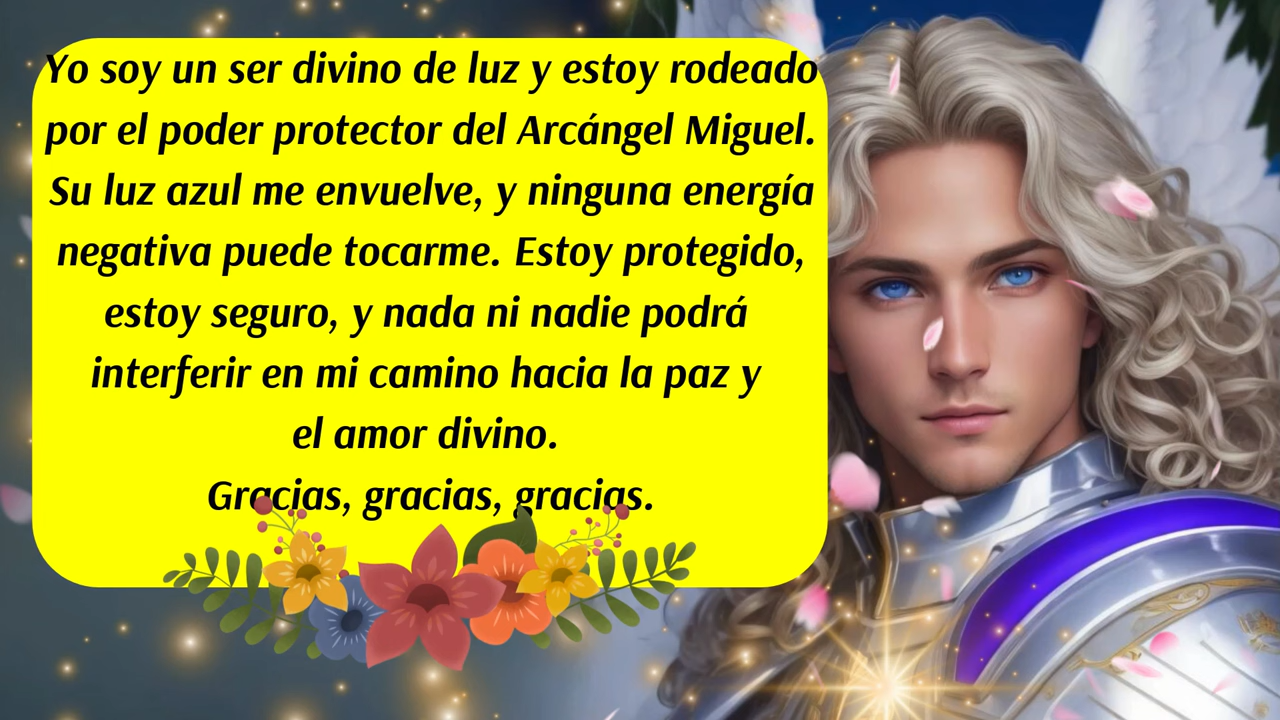 Yo soy un ser divino de luz y estoy rodeado
por el poder protector del Arcángel Miguel.
Su luz azul me envuelve, y ninguna energía
negativa puede tocarme. Estoy protegido,
estoy seguro, y nada ni nadie podrá
interferir en mi camino hacia la paz y
el amor divino.
Gracias, gracias, gracias.